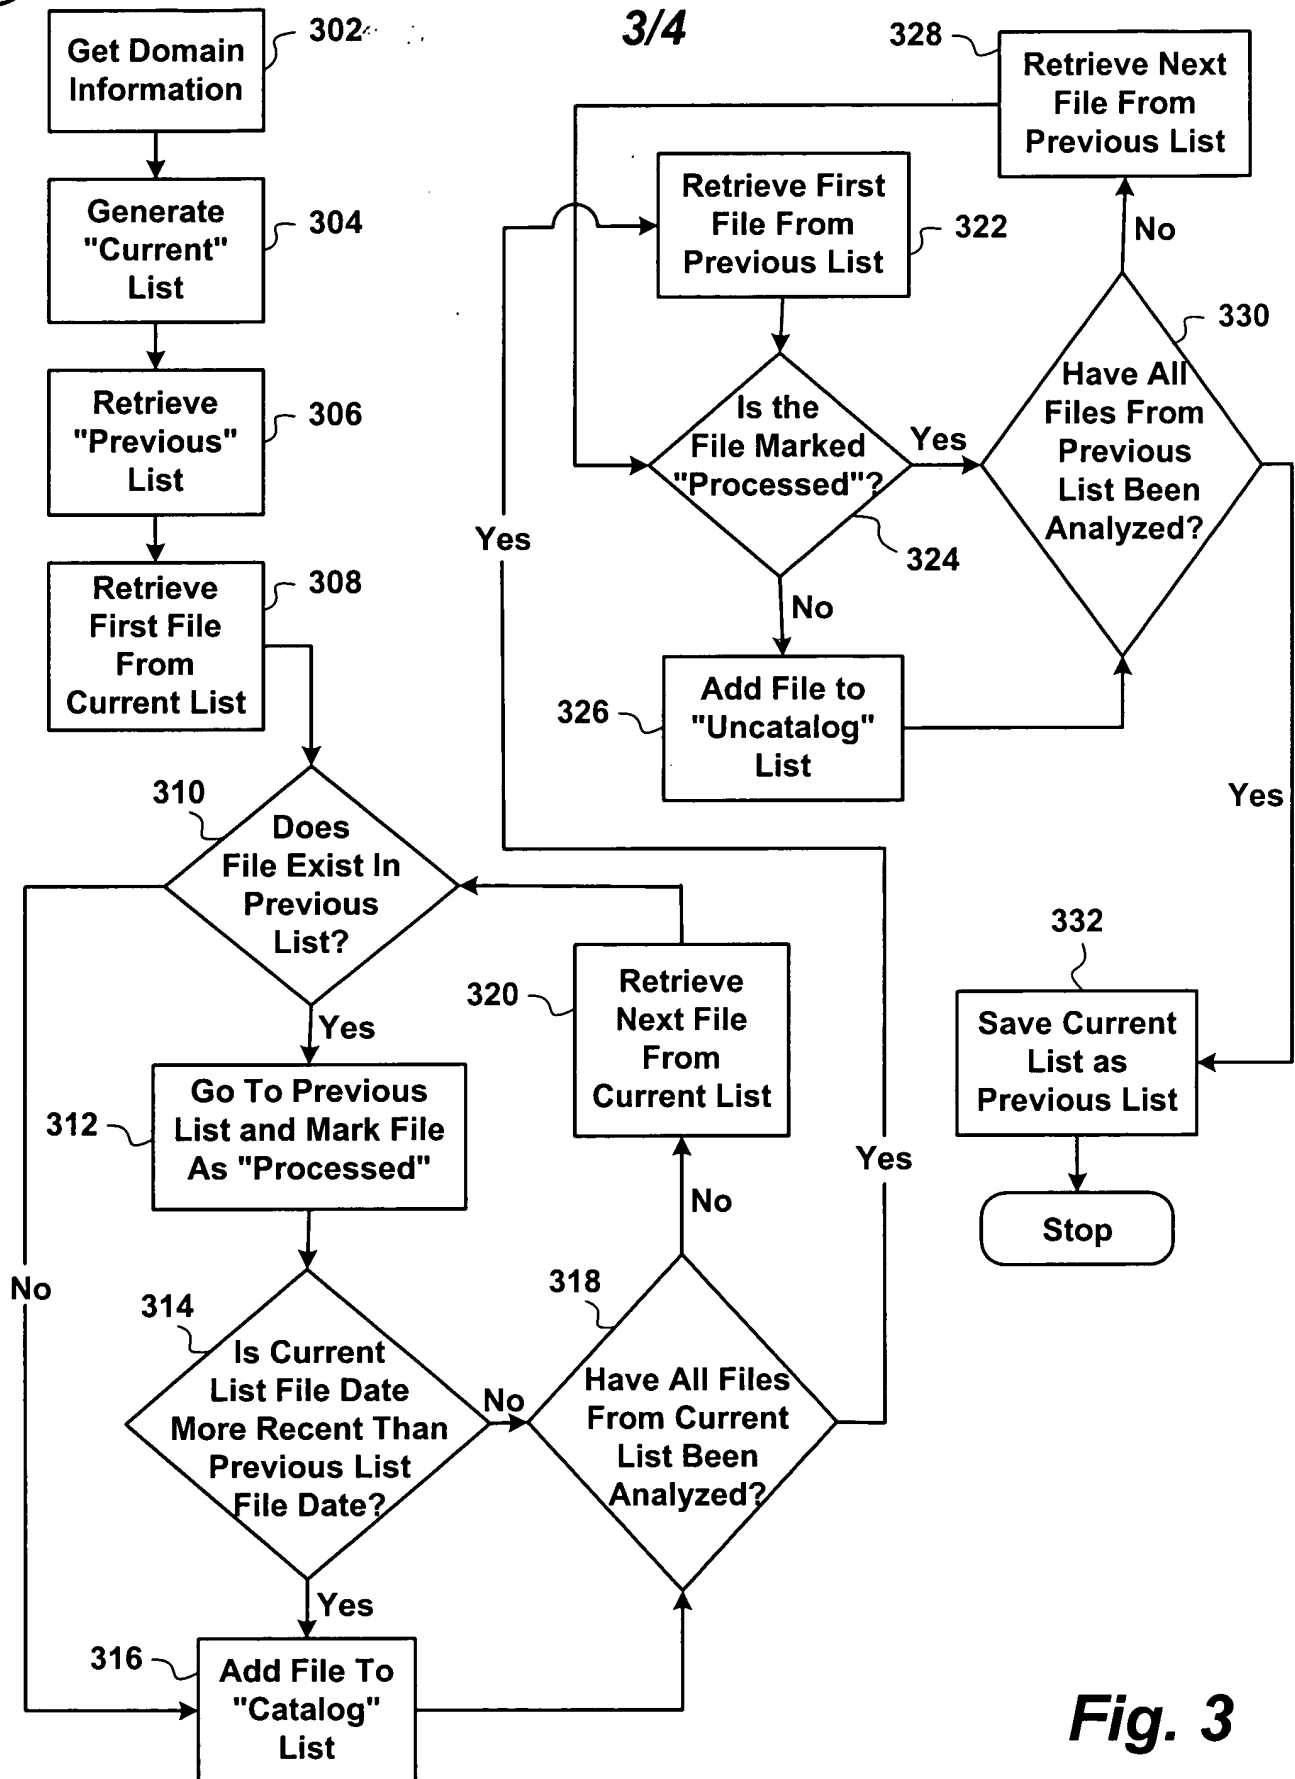 3/4
Get Domain
Information
302
Generate
"Current"
List
304
Retrieve
"Previous"
List
306
Retrieve
First File
From
Current List
308
310
Does
File Exist In
Previous
List?
Yes
No
312
Go To Previous
List and Mark File
As "Processed"
314
Is Current
List File Date
More Recent Than
Previous List
File Date?
No
Yes
316
Add File To
"Catalog"
List
318
Have All Files
From Current
List Been
Analyzed?
No
Yes
320
Retrieve
Next File
From
Current List
Yes
Retrieve First
File From
Previous List
322
Is the
File Marked
"Processed"?
324
Yes
No
326
Add File to
"Uncatalog"
List
328
Retrieve Next
File From
Previous List
No
330
Have All
Files From
Previous
List Been
Analyzed?
Yes
332
Save Current
List as
Previous List
Stop
Fig. 3